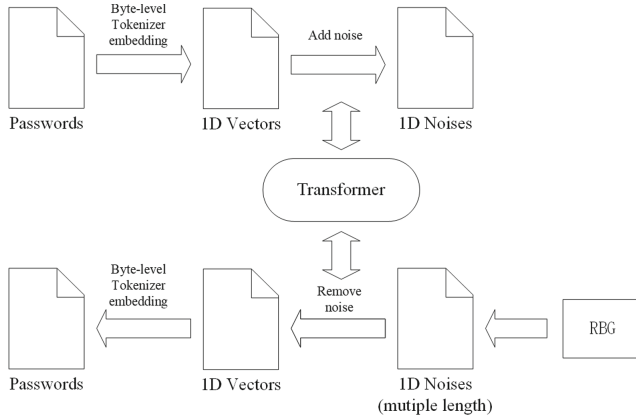 Byte-level
Tokenizer
embedding
Add noise
Passwords
1D Vectors
1D Noises
Transformer
Byte-level
Tokenizer
embedding
Remove
noise
RBG
Passwords
1D Vectors
1D Noises
(mutiple length)